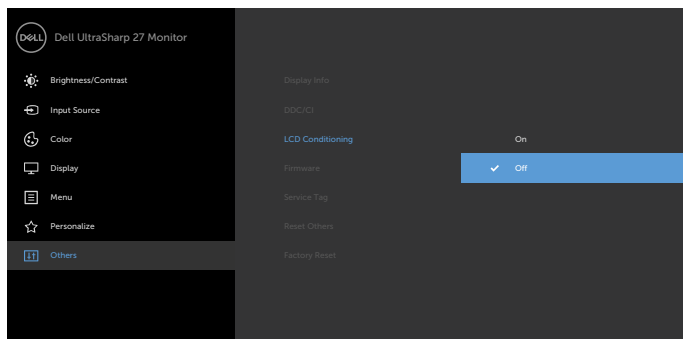 DELL Dell UltraSharp 27 Monitor
Brightness/Contrast
Display Info
Input Source
DDC/CI
Color
LCD Conditioning
On
Display
Firmware
Off
Menu
Service Tag
Personalize
Reset Others
Others
Factory Reset